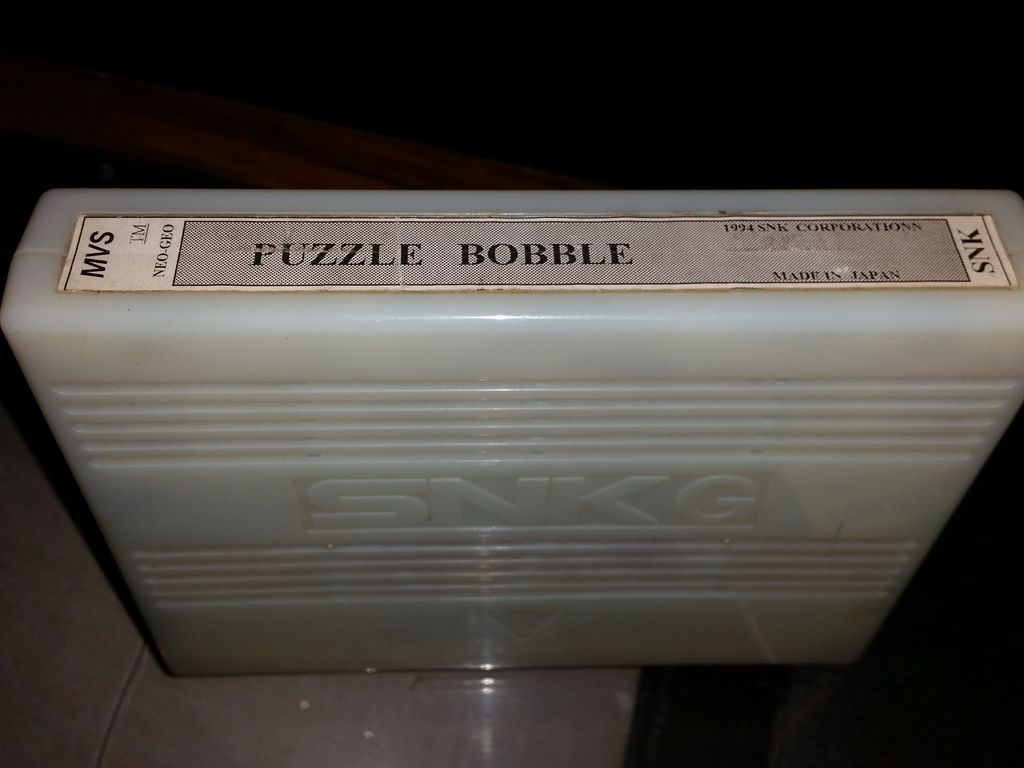 MVS
TM
NEO-GEO
PUZZLE BOBBLE
1994 SNK CORPORATIONN
MADE IN JAPAN
SNK
SNKG